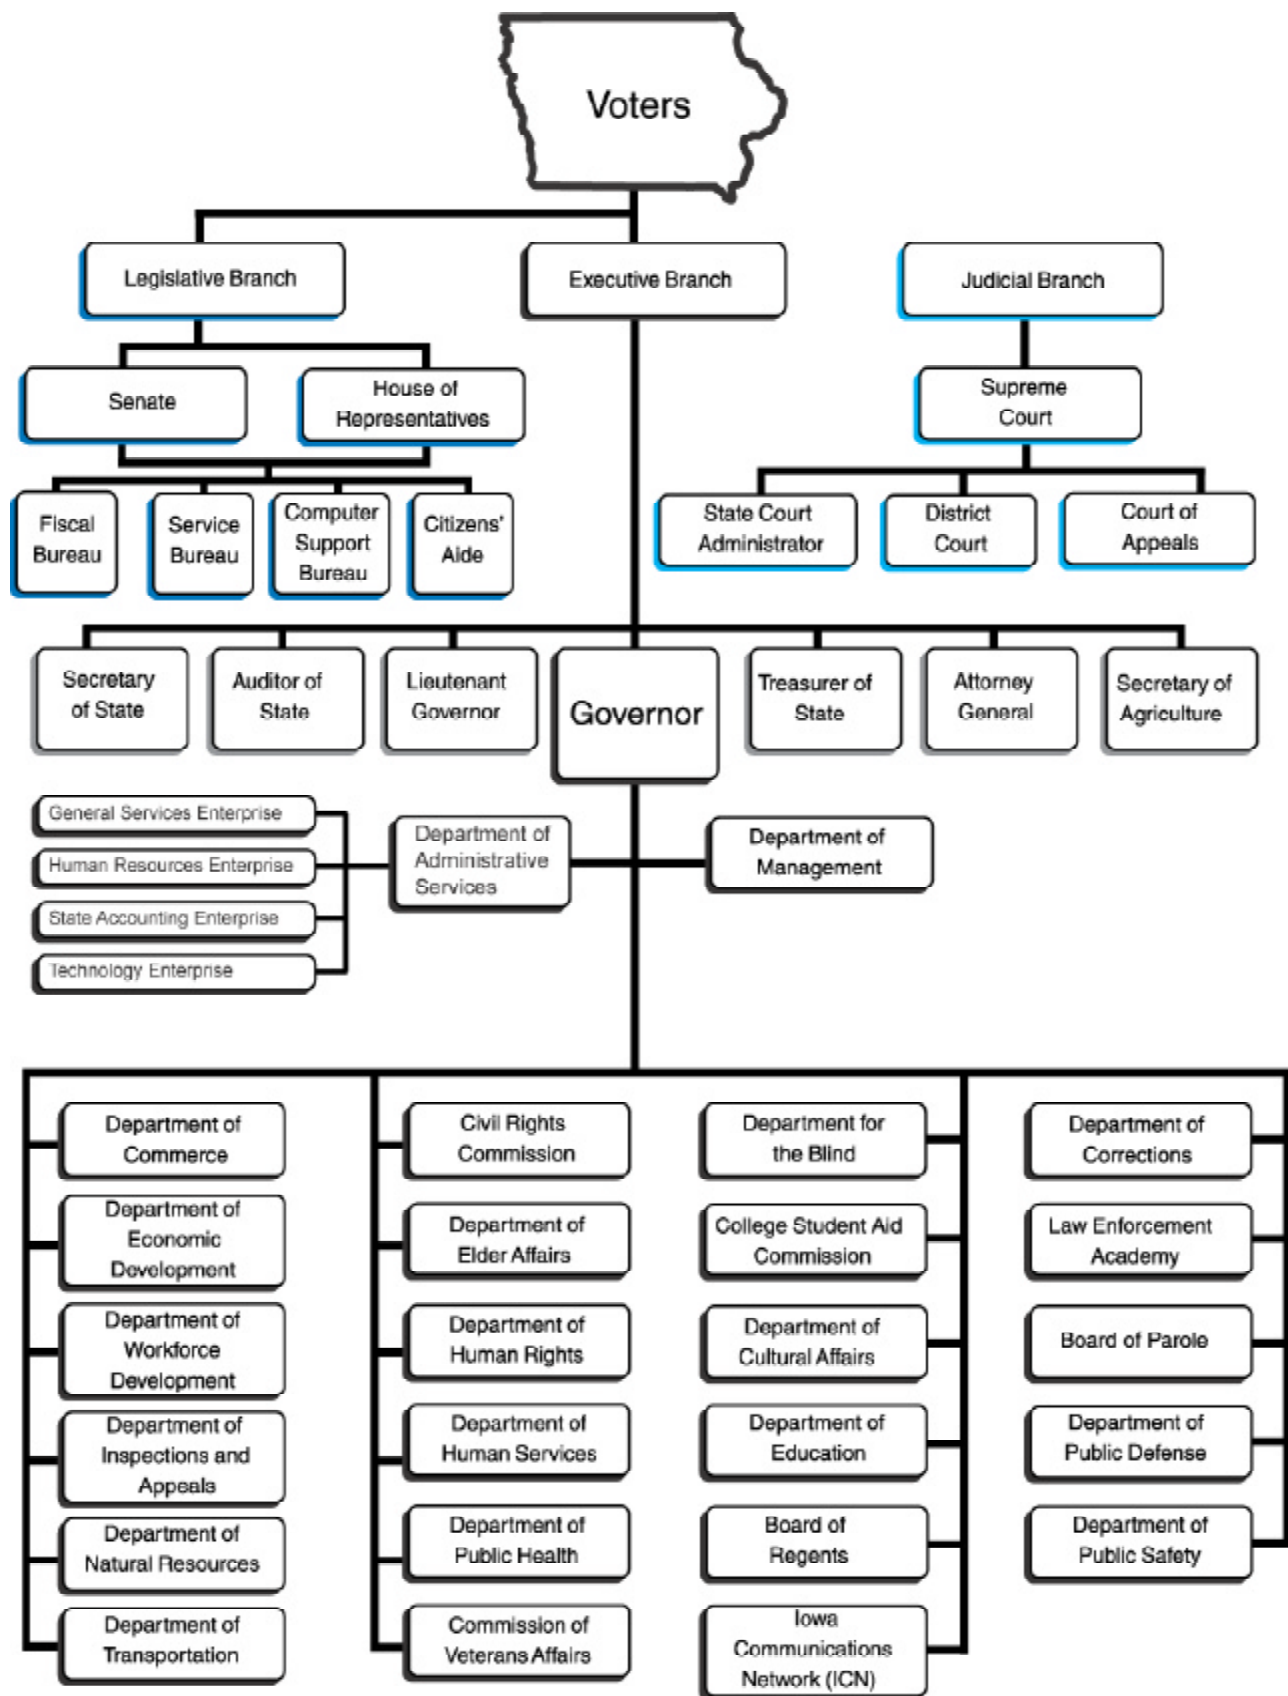 Voters
Legislative Branch
Executive Branch
Judicial Branch
Senate
House of
Representatives
Supreme
Court
Fiscal
Bureau
Service
Bureau
Computer
Support
Bureau
Citizens'
Aide
State Court
Administrator
District
Court
Court of
Appeals
Secretary
of State
Auditor of
State
Lieutenant
Governor
Governor
Treasurer of
State
Attorney
General
Secretary of
Agriculture
General Services Enterprise
Human Resources Enterprise
State Accounting Enterprise
Technology Enterprise
Department of
Administrative
Services
Department of
Management
Department of
Commerce
Department of
Economic
Development
Department of
Workforce
Development
Department of
Inspections and
Appeals
Department of
Natural Resources
Department of
Transportation
Civil Rights
Commission
Department of
Elder Affairs
Department of
Human Rights
Department of
Human Services
Department of
Public Health
Commission of
Veterans Affairs
Department for
the Blind
College Student Aid
Commission
Department of
Cultural Affairs
Department of
Education
Board of
Regents
Iowa
Communications
Network (ICN)
Department of
Corrections
Law Enforcement
Academy
Board of Parole
Department of
Public Defense
Department of
Public Safety